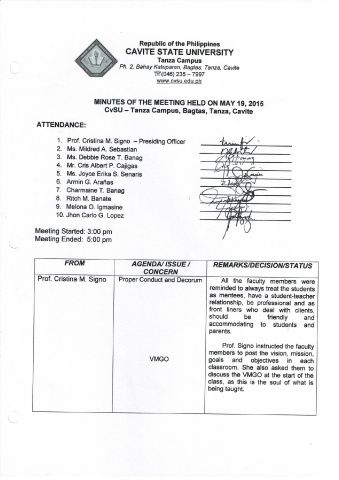 Republic of the Philippines
CAVITE STATE UNIVERSITY
Tanza Campus
Ph. 2, Bahay Katuparan, Bagtas, Tanza, Cavite
☏(046) 235 – 7997
www.cvsu.edu.ph
MINUTES OF THE MEETING HELD ON MAY 19, 2015
CvSU – Tanza Campus, Bagtas, Tanza, Cavite
ATTENDANCE:
1. Prof. Cristina M. Signo – Presiding Officer
2. Ms. Mildred A. Sebastian
3. Ms. Debbie Rose T. Banag
4. Mr. Cris Albert P. Cajigas
5. Ms. Joyce Erika S. Senaris
6. Armin G. Arañas
7. Charmaine T. Banag
8. Ritch M. Banate
9. Melona O. Igmasine
10. Jhon Carlo G. Lopez
Meeting Started: 3:00 pm
Meeting Ended: 5:00 pm
FROM AGENDA/ ISSUE / CONCERN REMARKS/DECISION/STATUS
Prof. Cristina M. Signo Proper Conduct and Decorum
All the faculty members were
reminded to always treat the students
as mentees, have a student-teacher
relationship, be professional and as
front liners who deal with clients,
should be friendly and
accommodating to students and
parents.
VMGO
Prof. Signo instructed the faculty
members to post the vision, mission,
goals and objectives in each
classroom. She also asked them to
discuss the VMGO at the start of the
class, as this is the soul of what is
being taught.